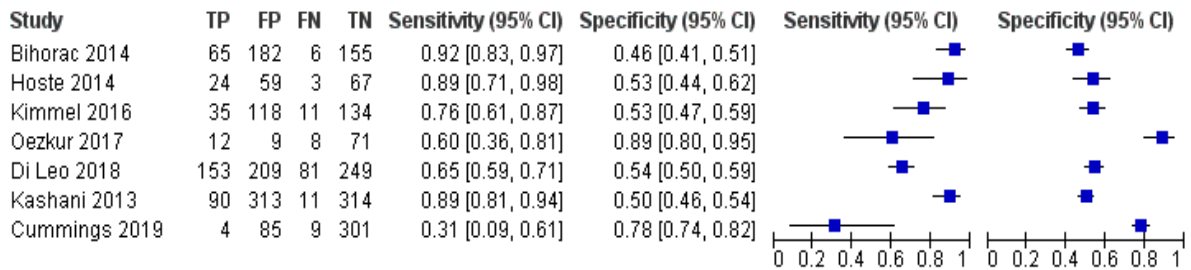 Study TP FP FN TN Sensitivity (95% CI) Specificity (95% CI) Sensitivity (95% CI) Specificity (95% CI)
Bihorac 2014 65 182 6 155 0.92 [0.83, 0.97] 0.46 [0.41, 0.51]
Hoste 2014 24 59 3 67 0.89 [0.71, 0.98] 0.53 [0.44, 0.62]
Kimmel 2016 35 118 11 134 0.76 [0.61, 0.87] 0.53 [0.47, 0.59]
Oezkur 2017 12 9 8 71 0.60 [0.36, 0.81] 0.89 [0.80, 0.95]
Di Leo 2018 153 209 81 249 0.65 [0.59, 0.71] 0.54 [0.50, 0.59]
Kashani 2013 90 313 11 314 0.89 [0.81, 0.94] 0.50 [0.46, 0.54]
Cummings 2019 4 85 9 301 0.31 [0.09, 0.61] 0.78 [0.74, 0.82]
0 0.2 0.4 0.6 0.8 1 0 0.2 0.4 0.6 0.8 1